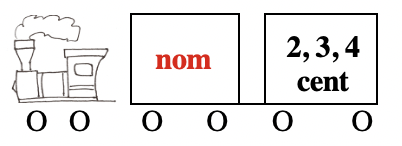 nom
2, 3, 4
cent
O O O O O O